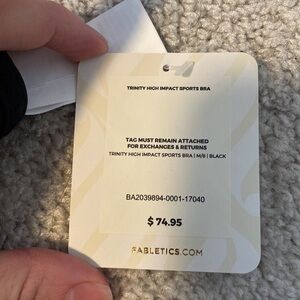 TRINITY HIGH IMPACT SPORTS BRA
TAG MUST REMAIN ATTACHED
FOR EXCHANGES & RETURNS
TRINITY HIGH IMPACT SPORTS BRA | M/8 | BLACK
BA2039894-0001-17040
$ 74.95
FABLETICS.COM